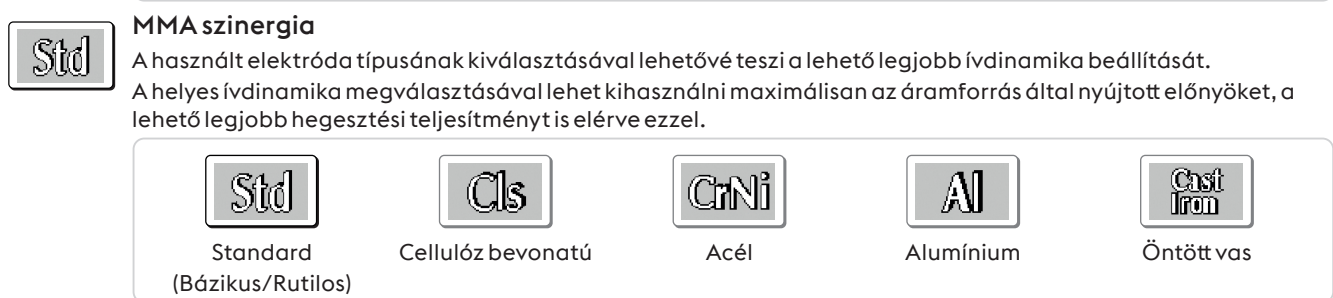 MMA szinergia
Std
A használt elektróda típusának kiválasztásával lehetővé teszi a lehető legjobb ívdinamika beállítását.
A helyes ívdinamika megválasztásával lehet kihasználni maximálisan az áramforrás által nyújtott előnyöket, a
lehető legjobb hegesztési teljesítményt is elérve ezzel.
Std
Cls
CrNi
Al
Cast
Iron
Standard
(Bázikus/Rutilos)
Cellulóz bevonatú
Acél
Alumínium
Öntött vas